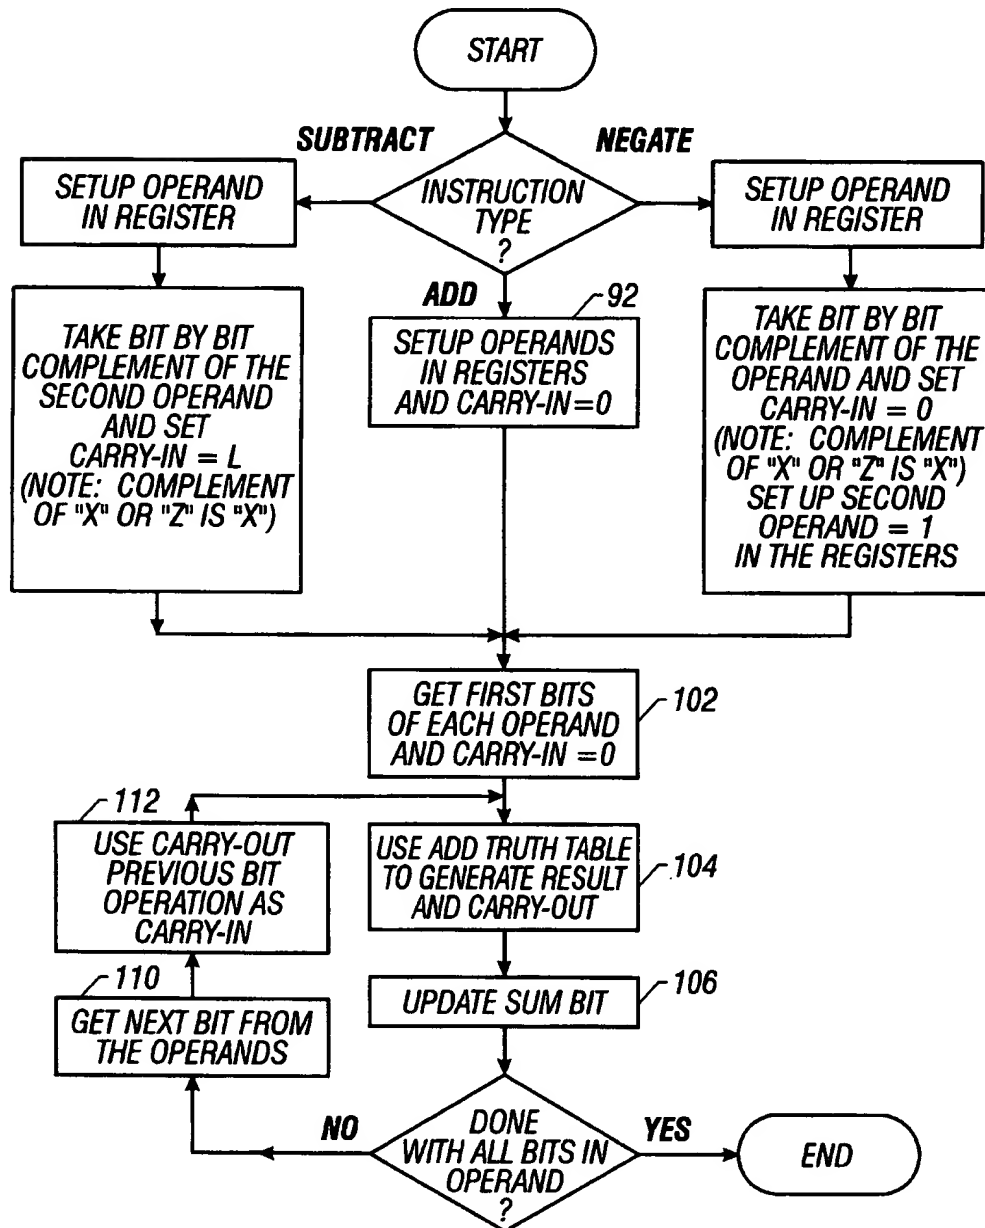 START
SUBTRACT
NEGATE
INSTRUCTION
TYPE
?
SETUP OPERAND
IN REGISTER
SETUP OPERAND
IN REGISTER
ADD
92
TAKE BIT BY BIT
COMPLEMENT OF THE
SECOND OPERAND
AND SET
CARRY-IN = L
(NOTE: COMPLEMENT
OF "X" OR "Z" IS "X")
SETUP OPERANDS
IN REGISTERS
AND CARRY-IN=0
TAKE BIT BY BIT
COMPLEMENT OF THE
OPERAND AND SET
CARRY-IN = 0
(NOTE: COMPLEMENT
OF "X" OR "Z" IS "X")
SET UP SECOND
OPERAND = 1
IN THE REGISTERS
GET FIRST BITS
OF EACH OPERAND
AND CARRY-IN =0
102
112
USE CARRY-OUT
PREVIOUS BIT
OPERATION AS
CARRY-IN
USE ADD TRUTH TABLE
TO GENERATE RESULT
AND CARRY-OUT
104
110
GET NEXT BIT FROM
THE OPERANDS
UPDATE SUM BIT
106
NO
DONE
WITH ALL BITS IN
OPERAND
?
YES
END